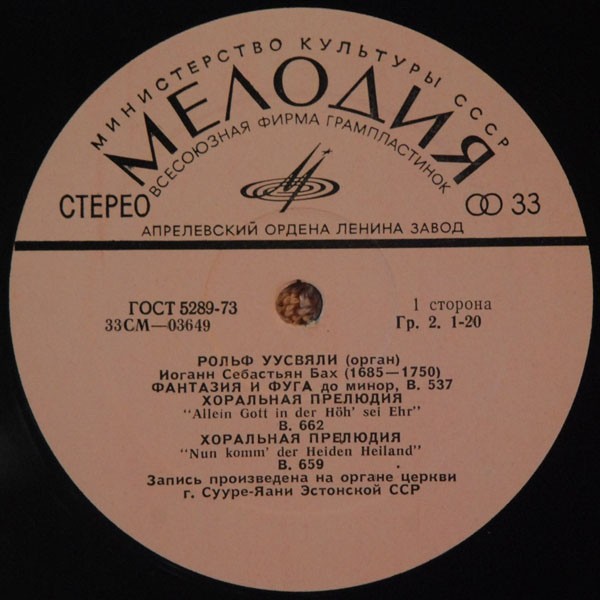 МИНИСТЕРСТВО КУЛЬТУРЫ СССР
МЕЛОДИЯ
ВСЕСОЮЗНАЯ ФИРМА ГРАМПЛАСТИНОК
СТЕРЕО
33
АПРЕЛЕВСКИЙ ОРДЕНА ЛЕНИНА ЗАВОД
ГОСТ 5289-73
1 сторона
33СМ—03649
Гр. 2. 1-20
РОЛЬФ УУСВЯЛИ (орган)
Иоганн Себастьян Бах (1685—1750)
ФАНТАЗИЯ И ФУГА до минор, В. 537
ХОРАЛЬНАЯ ПРЕЛЮДИЯ
"Allein Gott in der Höh' sei Ehr"
В. 662
ХОРАЛЬНАЯ ПРЕЛЮДИЯ
"Nun komm' der Heiden Heiland"
В. 659
Запись произведена на органе церкви
г. Сууре-Яани Эстонской ССР